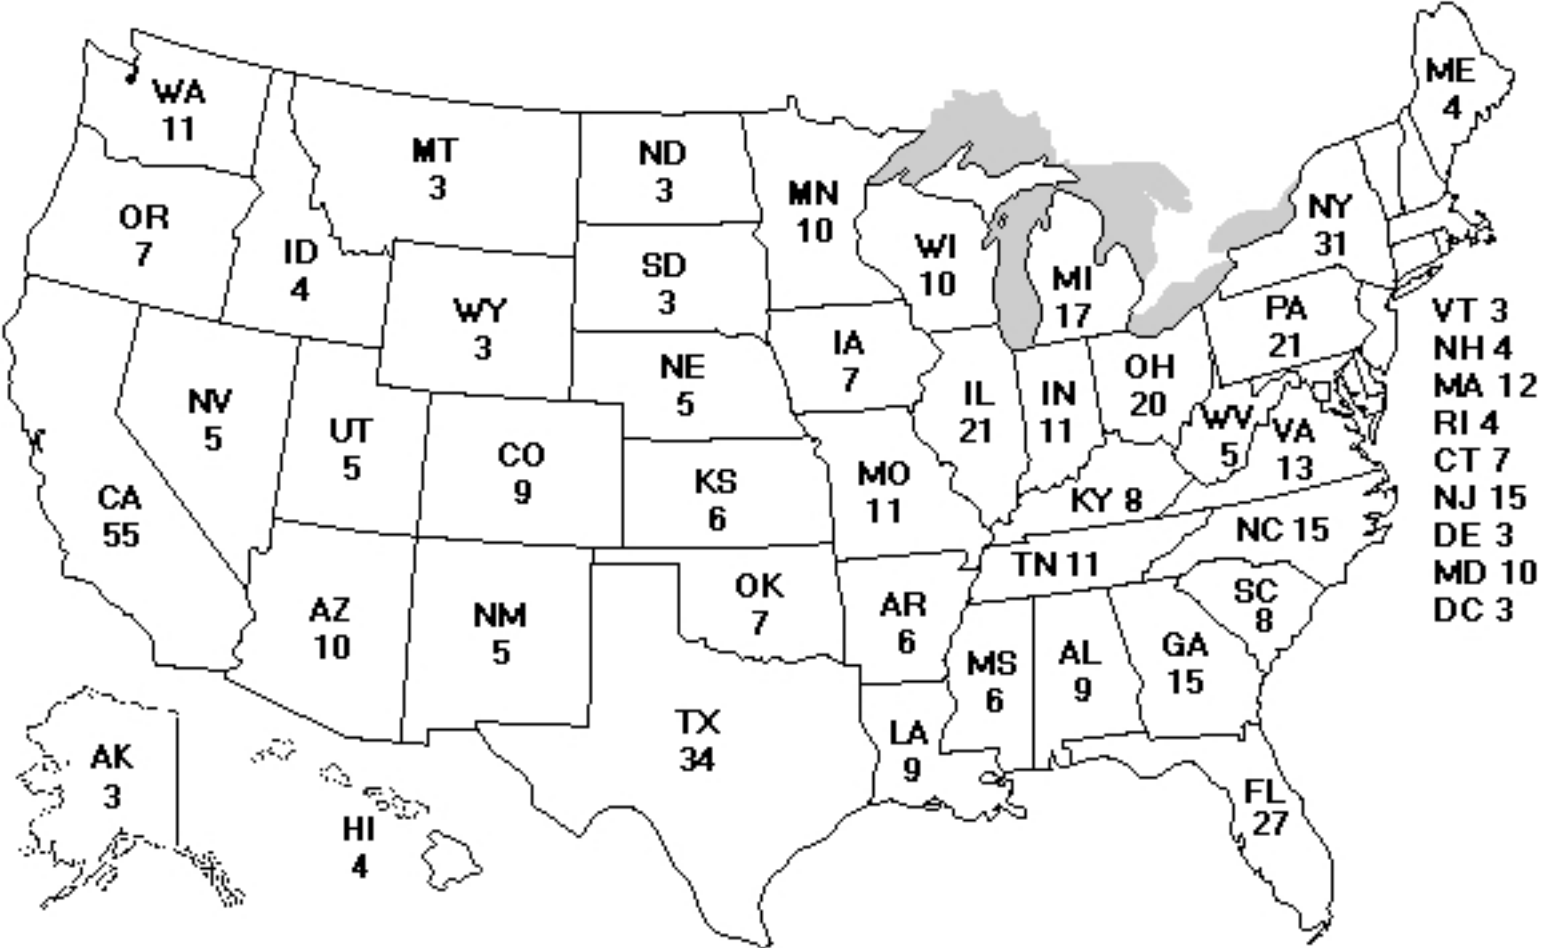 WA
11
OR
7
CA
55
ID
4
NV
5
MT
3
WY
3
UT
5
AZ
10
CO
9
NM
5
ND
3
SD
3
NE
5
KS
6
OK
7
TX
34
MN
10
IA
7
MO
11
AR
6
LA
9
WI
10
IL
21
MI
17
IN
11
OH
20
KY 8
TN 11
MS
6
AL
9
GA
15
FL
27
SC
8
NC 15
VA
13
WV
5
PA
21
NY
31
ME
4
VT 3
NH 4
MA 12
RI 4
CT 7
NJ 15
DE 3
MD 10
DC 3
AK
3
HI
4